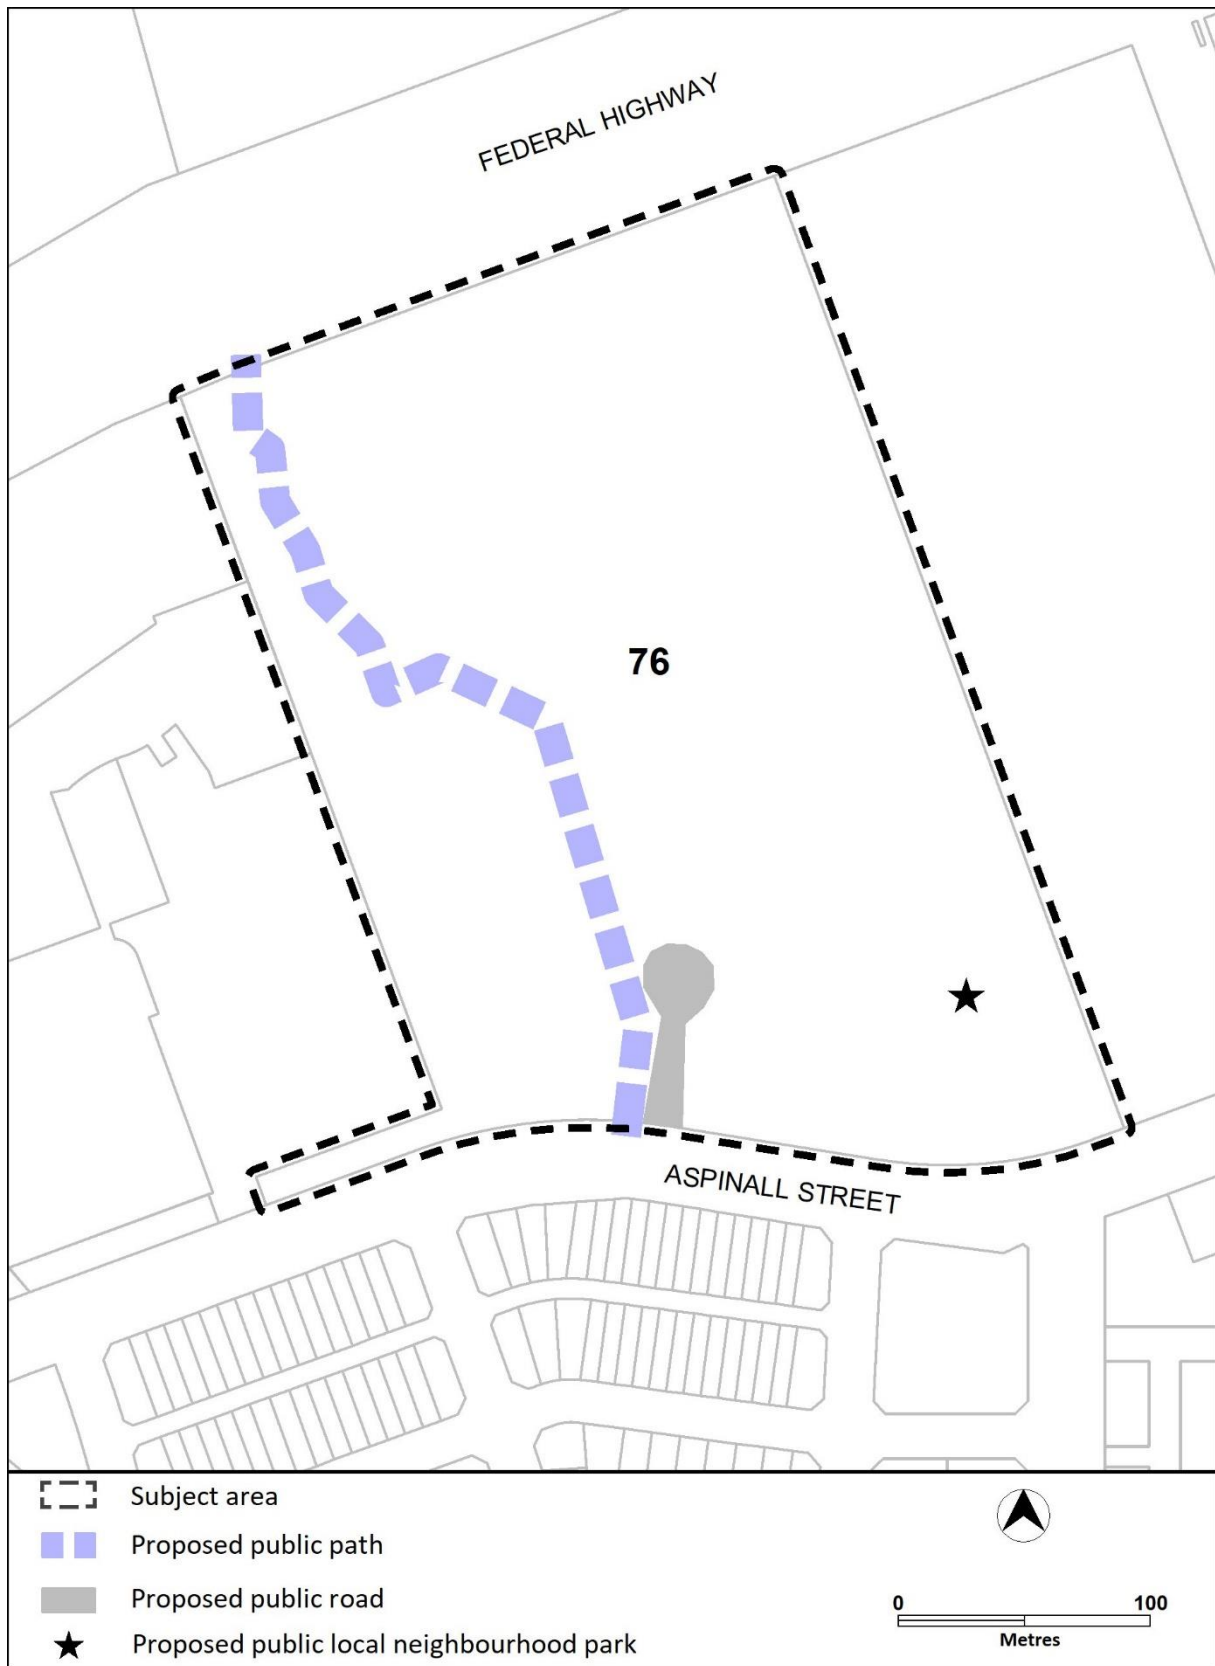 FEDERAL HIGHWAY
76
ASPINALL STREET
Subject area
Proposed public path
Proposed public road
Proposed public local neighbourhood park
0 100
Metres